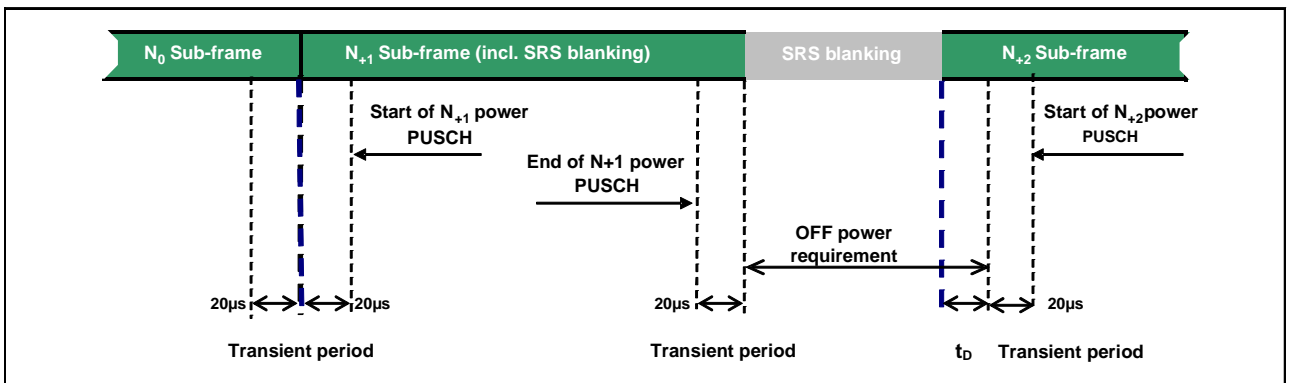 N0 Sub-frame
N+1 Sub-frame (incl. SRS blanking)
SRS blanking
N+2 Sub-frame
Start of N+1 power
PUSCH
End of N+1 power
PUSCH
Start of N+2power
PUSCH
OFF power
requirement
20µs
20µs
20µs
20µs
Transient period
Transient period
tD
Transient period